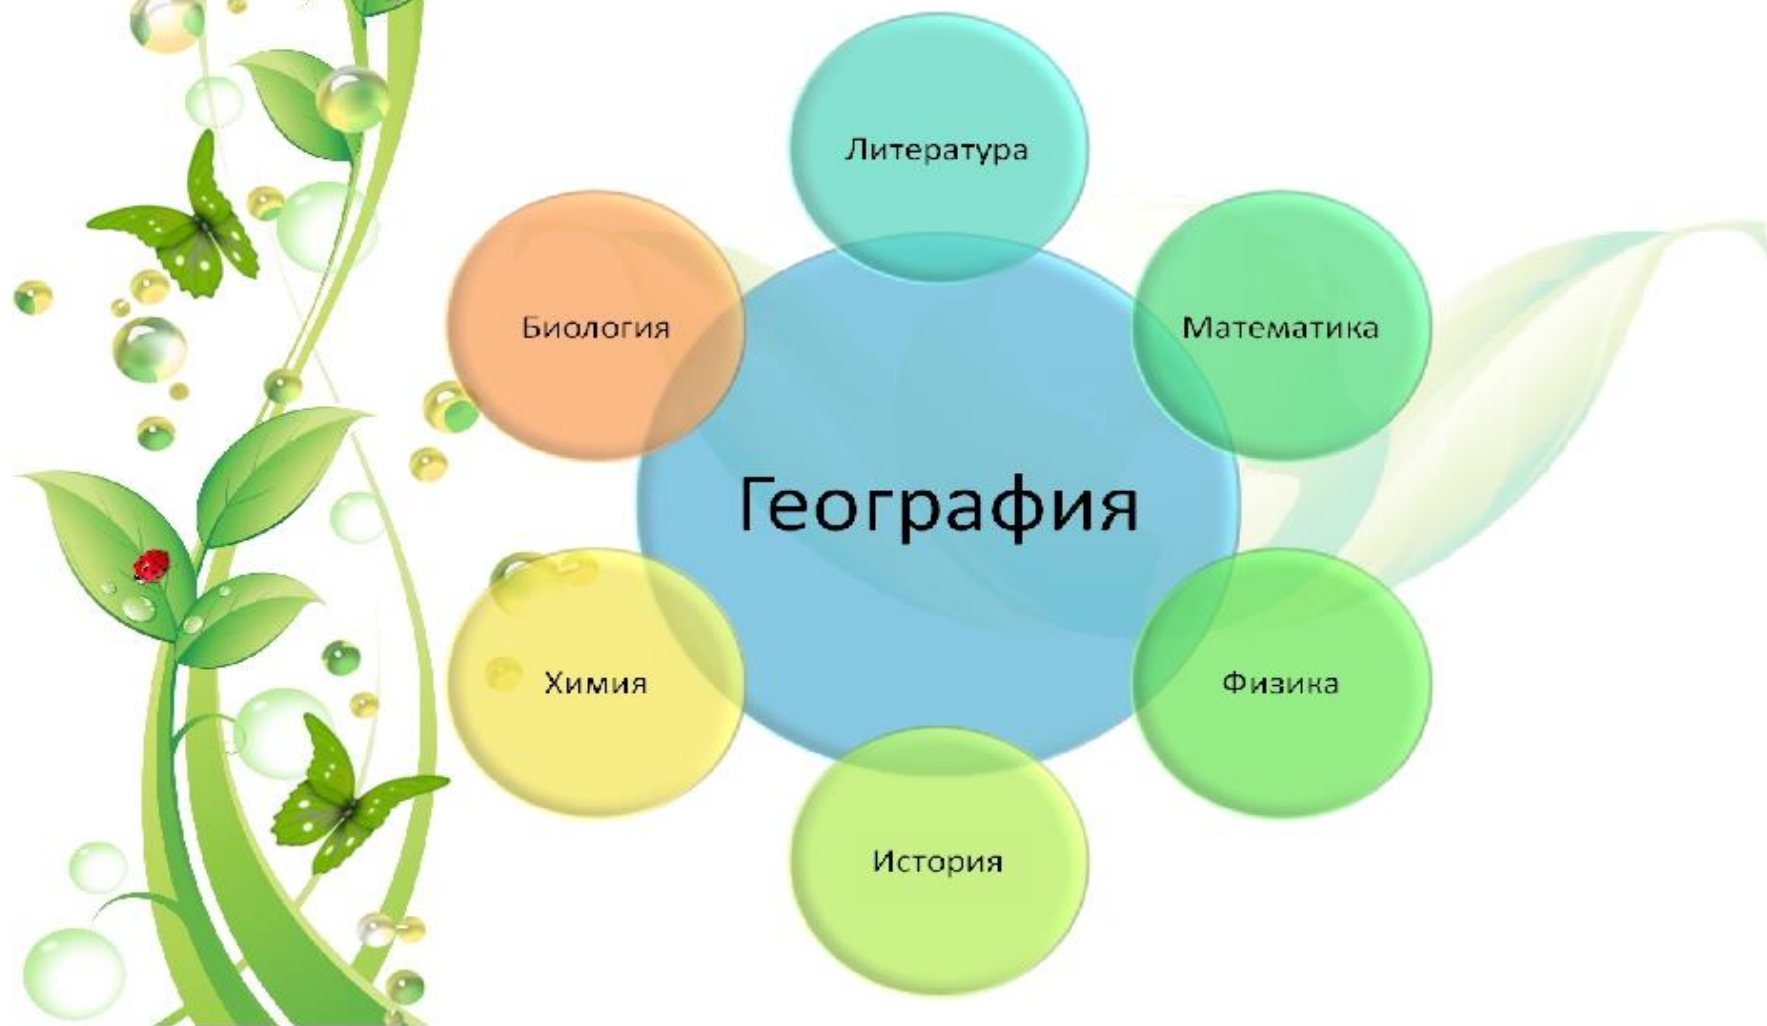 Литература
Биология
Математика
География
Химия
Физика
История